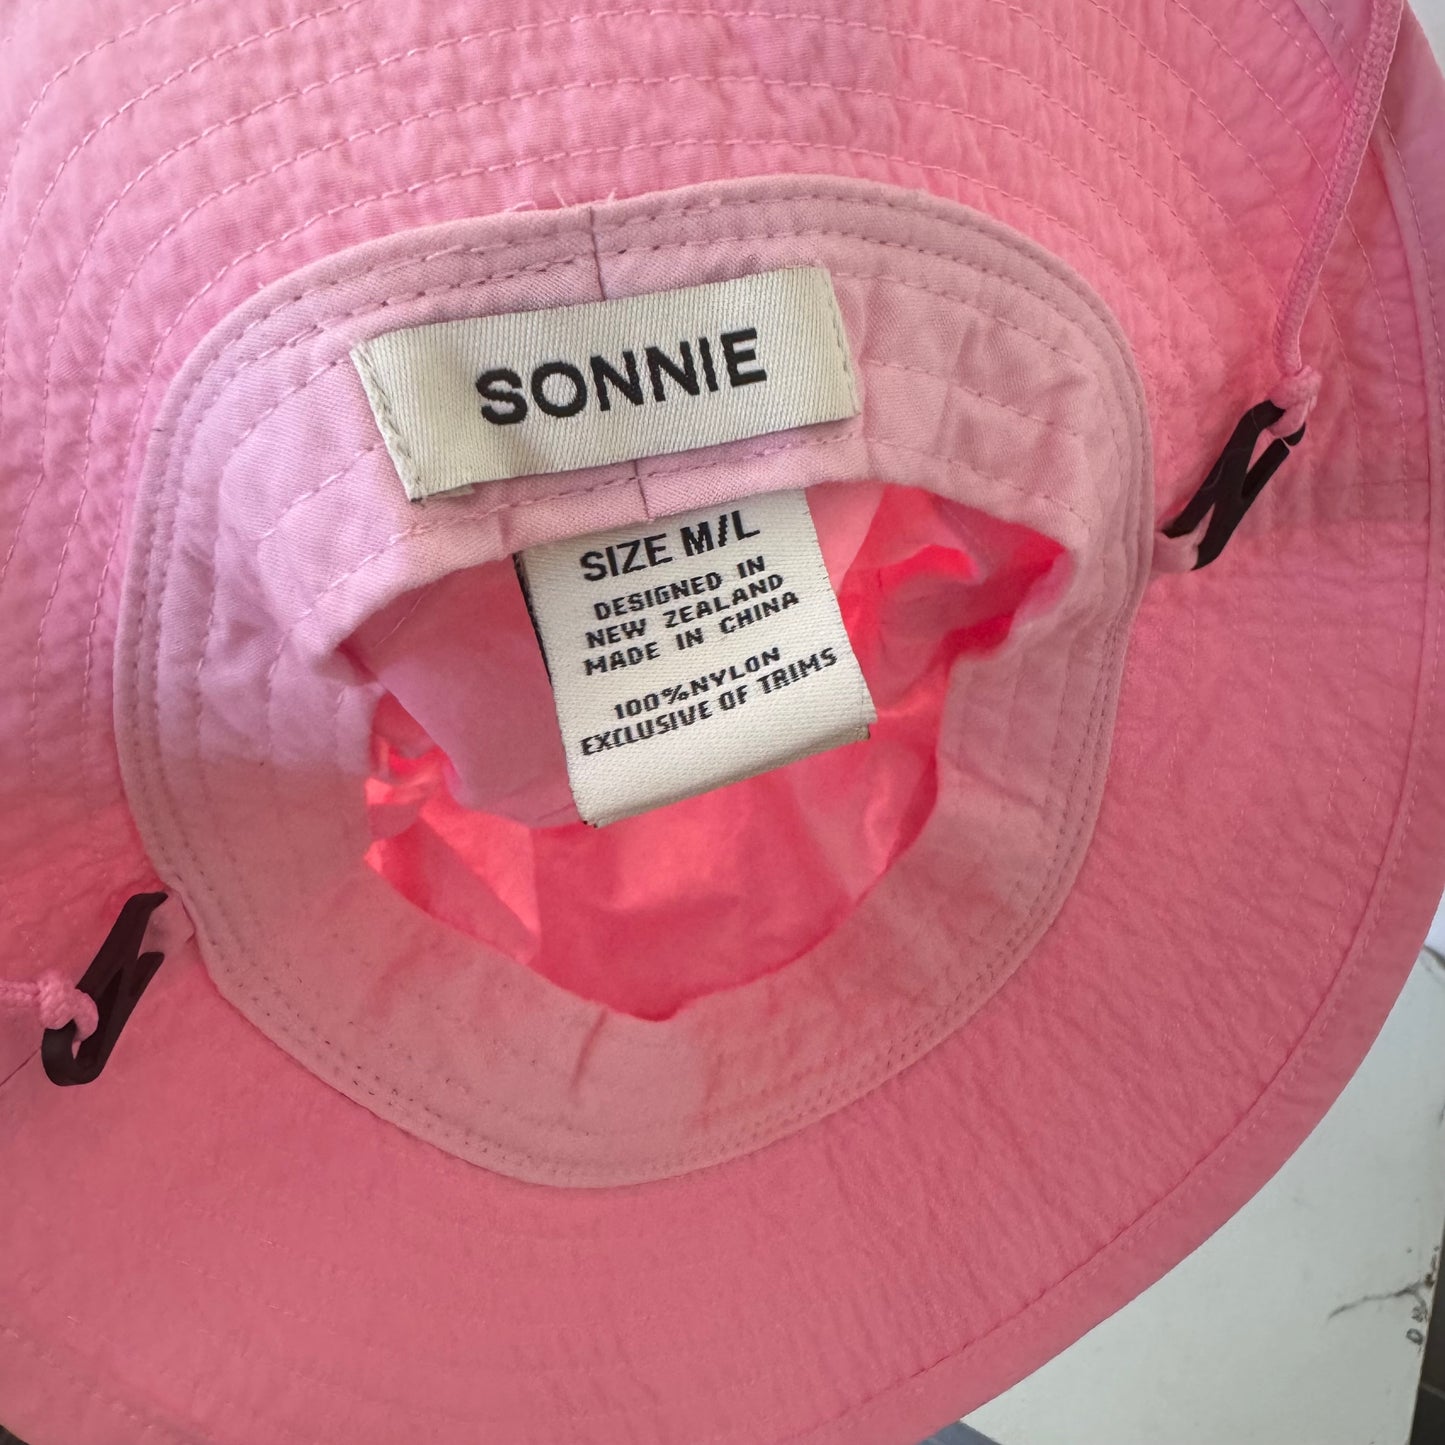 SONNIE
SIZE M/L
DESIGNED IN
NEW ZEALAND
MADE IN CHINA
100%NYLON
EXCLUSIVE OF TRIMS